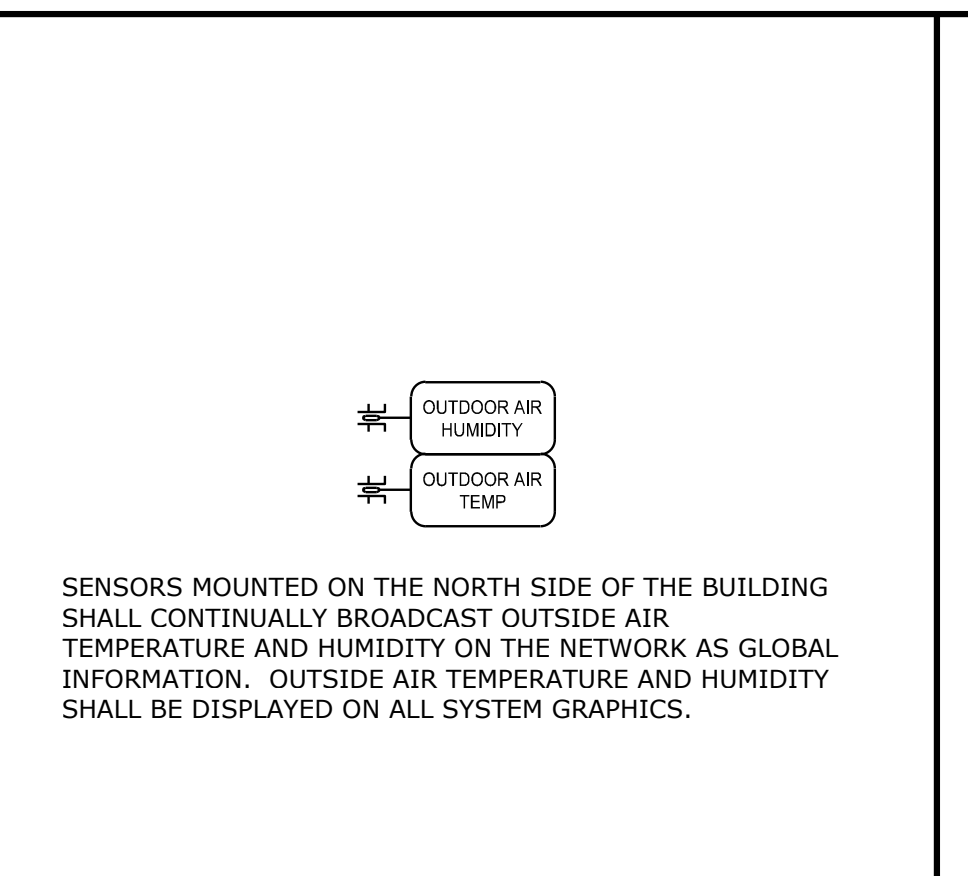 OUTDOOR AIR
HUMIDITY
OUTDOOR AIR
TEMP
SENSORS MOUNTED ON THE NORTH SIDE OF THE BUILDING
SHALL CONTINUALLY BROADCAST OUTSIDE AIR
TEMPERATURE AND HUMIDITY ON THE NETWORK AS GLOBAL
INFORMATION.  OUTSIDE AIR TEMPERATURE AND HUMIDITY
SHALL BE DISPLAYED ON ALL SYSTEM GRAPHICS.